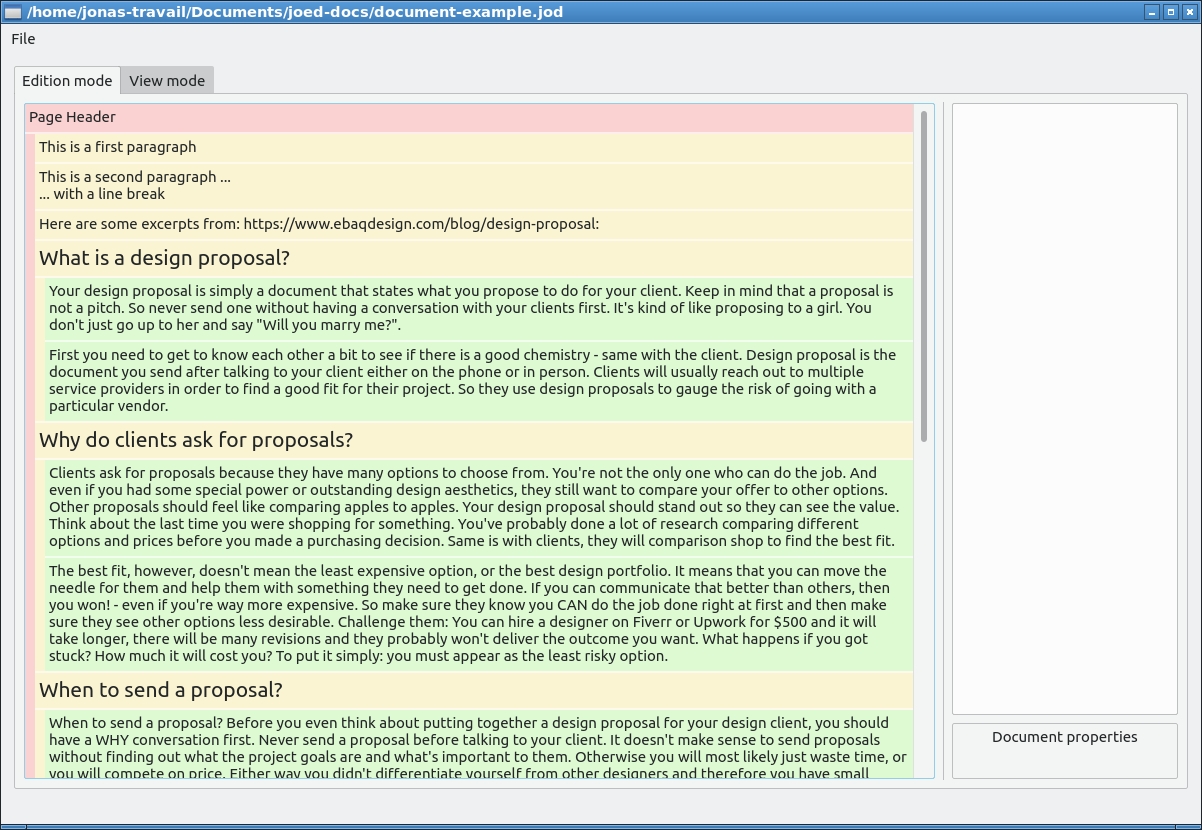 /home/jonas-travail/Documents/joed-docs/document-example.jod
File
Edition mode
View mode
Page Header
This is a first paragraph
This is a second paragraph ...
... with a line break
Here are some excerpts from: https://www.ebaqdesign.com/blog/design-proposal:
What is a design proposal?
Your design proposal is simply a document that states what you propose to do for your client. Keep in mind that a proposal is
not a pitch. So never send one without having a conversation with your clients first. It's kind of like proposing to a girl. You
don't just go up to her and say "Will you marry me?".
First you need to get to know each other a bit to see if there is a good chemistry - same with the client. Design proposal is the
document you send after talking to your client either on the phone or in person. Clients will usually reach out to multiple
service providers in order to find a good fit for their project. So they use design proposals to gauge the risk of going with a
particular vendor.
Why do clients ask for proposals?
Clients ask for proposals because they have many options to choose from. You're not the only one who can do the job. And
even if you had some special power or outstanding design aesthetics, they still want to compare your offer to other options.
Other proposals should feel like comparing apples to apples. Your design proposal should stand out so they can see the value.
Think about the last time you were shopping for something. You've probably done a lot of research comparing different
options and prices before you made a purchasing decision. Same is with clients, they will comparison shop to find the best fit.
The best fit, however, doesn't mean the least expensive option, or the best design portfolio. It means that you can move the
needle for them and help them with something they need to get done. If you can communicate that better than others, then
you won! - even if you're way more expensive. So make sure they know you CAN do the job done right at first and then make
sure they see other options less desirable. Challenge them: You can hire a designer on Fiverr or Upwork for $500 and it will
take longer, there will be many revisions and they probably won't deliver the outcome you want. What happens if you got
stuck? How much it will cost you? To put it simply: you must appear as the least risky option.
When to send a proposal?
When to send a proposal? Before you even think about putting together a design proposal for your design client, you should
have a WHY conversation first. Never send a proposal before talking to your client. It doesn't make sense to send proposals
without finding out what the project goals are and what's important to them. Otherwise you will most likely just waste time, or
you will compete on price. Either way you didn't differentiate yourself from other designers and therefore you have small
Document properties